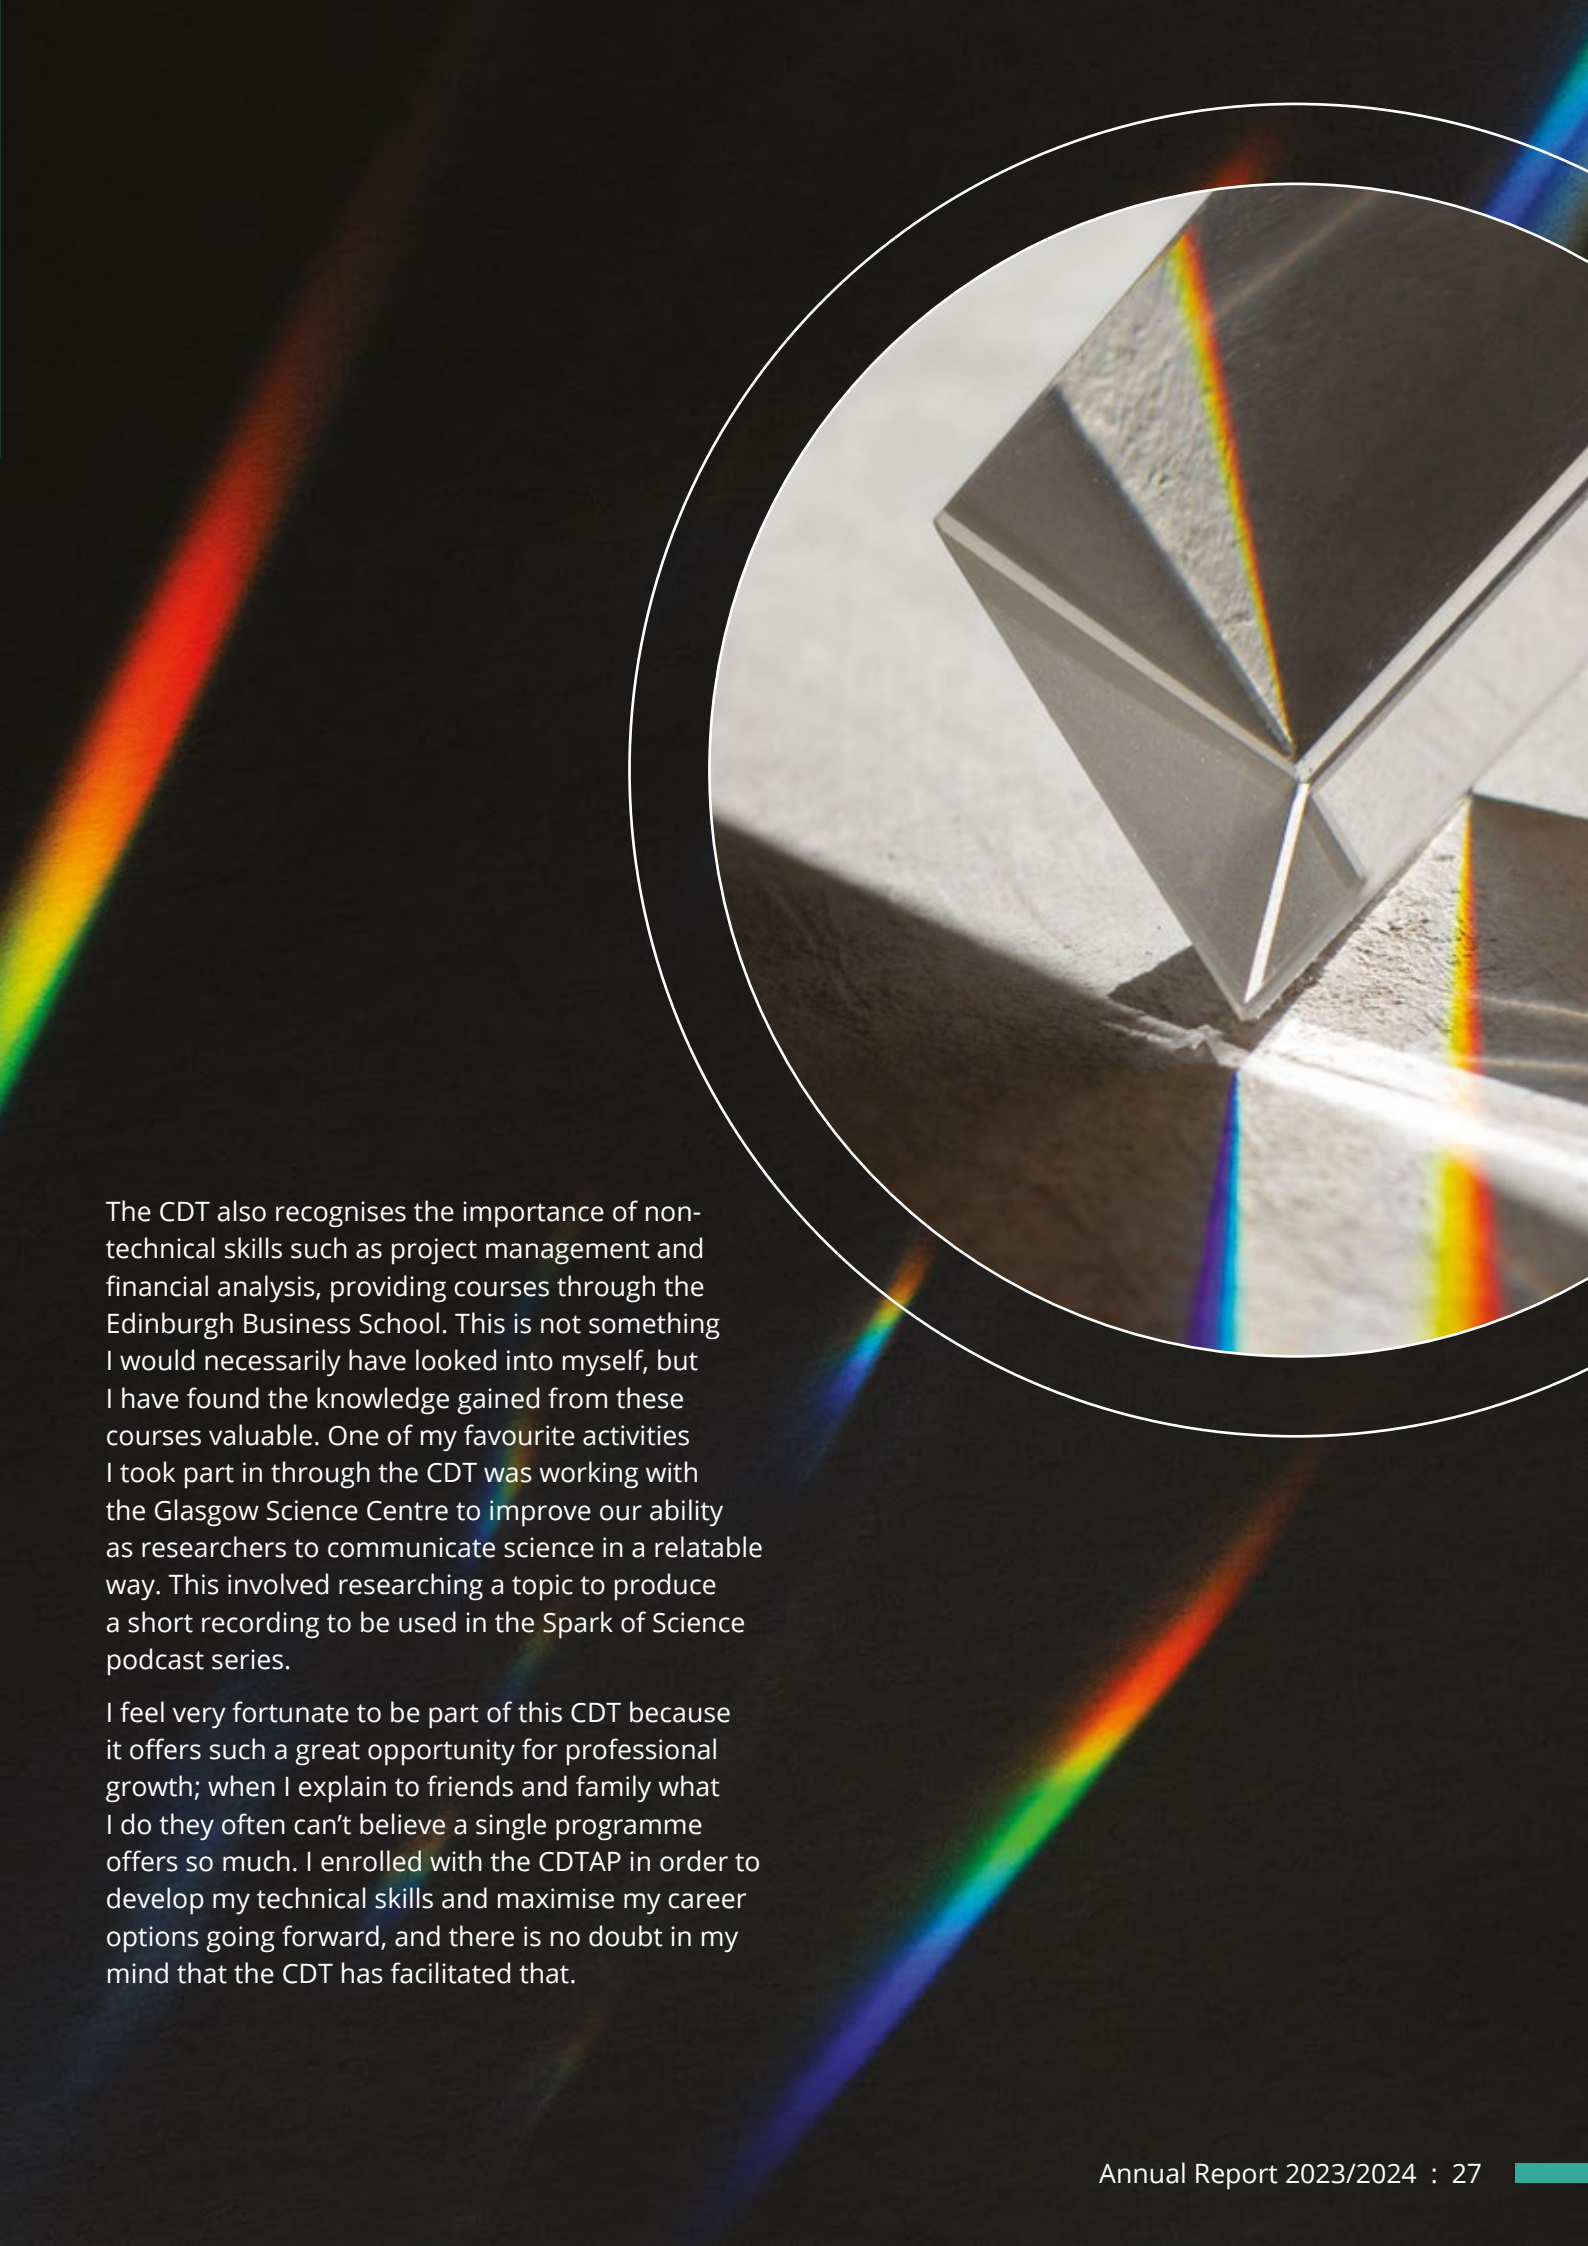 The CDT also recognises the importance of non-
technical skills such as project management and
financial analysis, providing courses through the
Edinburgh Business School. This is not something
I would necessarily have looked into myself, but
I have found the knowledge gained from these
courses valuable. One of my favourite activities
I took part in through the CDT was working with
the Glasgow Science Centre to improve our ability
as researchers to communicate science in a relatable
way. This involved researching a topic to produce
a short recording to be used in the Spark of Science
podcast series.
I feel very fortunate to be part of this CDT because
it offers such a great opportunity for professional
growth; when I explain to friends and family what
I do they often can’t believe a single programme
offers so much. I enrolled with the CDTAP in order to
develop my technical skills and maximise my career
options going forward, and there is no doubt in my
mind that the CDT has facilitated that.
Annual Report 2023/2024 : 27